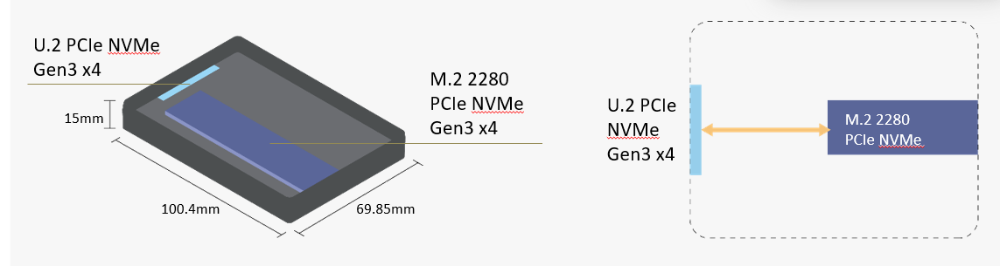 U.2 PCIe NVMe
Gen3 x4
15mm
100.4mm
69.85mm
M.2 2280
PCIe NVMe
Gen3 x4
U.2 PCIe
NVMe
Gen3 x4
M.2 2280
PCIe NVMe